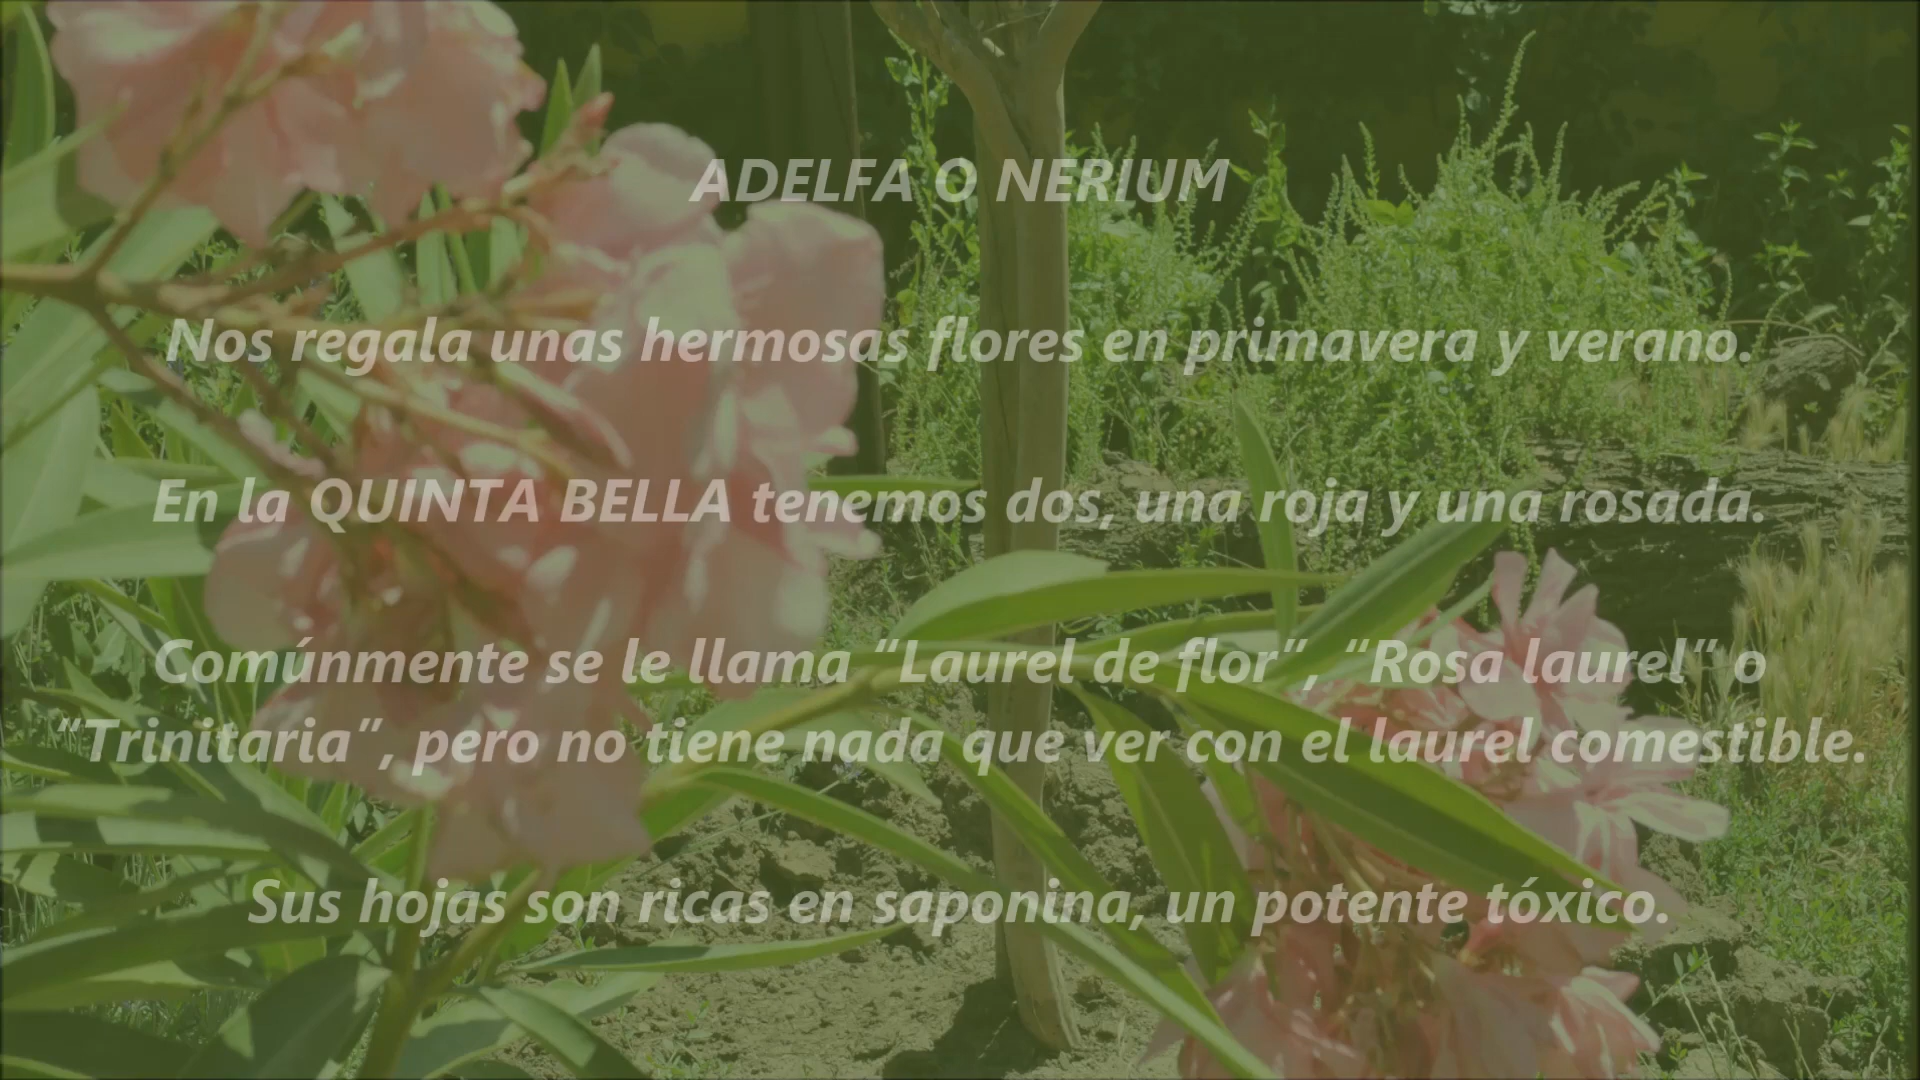 ADELFA O NERIUM
Nos regala unas hermosas flores en primavera y verano.
En la QUINTA BELLA tenemos dos, una roja y una rosada.
Comúnmente se le llama “Laurel de flor”, “Rosa laurel” o
“Trinitaria”, pero no tiene nada que ver con el laurel comestible.
Sus hojas son ricas en saponina, un potente tóxico.